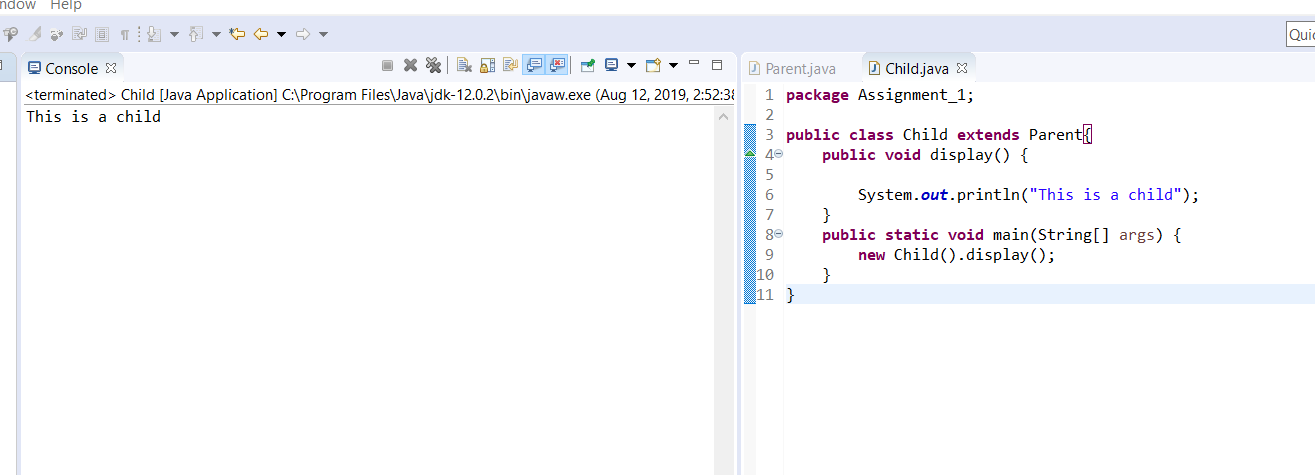 Help
Quic
Console
<terminated> Child [Java Application] C:\Program Files\Java\jdk-12.0.2\bin\javaw.exe (Aug 12, 2019, 2:52:38
This is a child
Parent.java
Child.java
1 package Assignment_1;
2
3 public class Child extends Parent{
4 public void display() {
5
6 System.out.println("This is a child");
7 }
8 public static void main(String[] args) {
9 new Child().display();
10 }
11 }